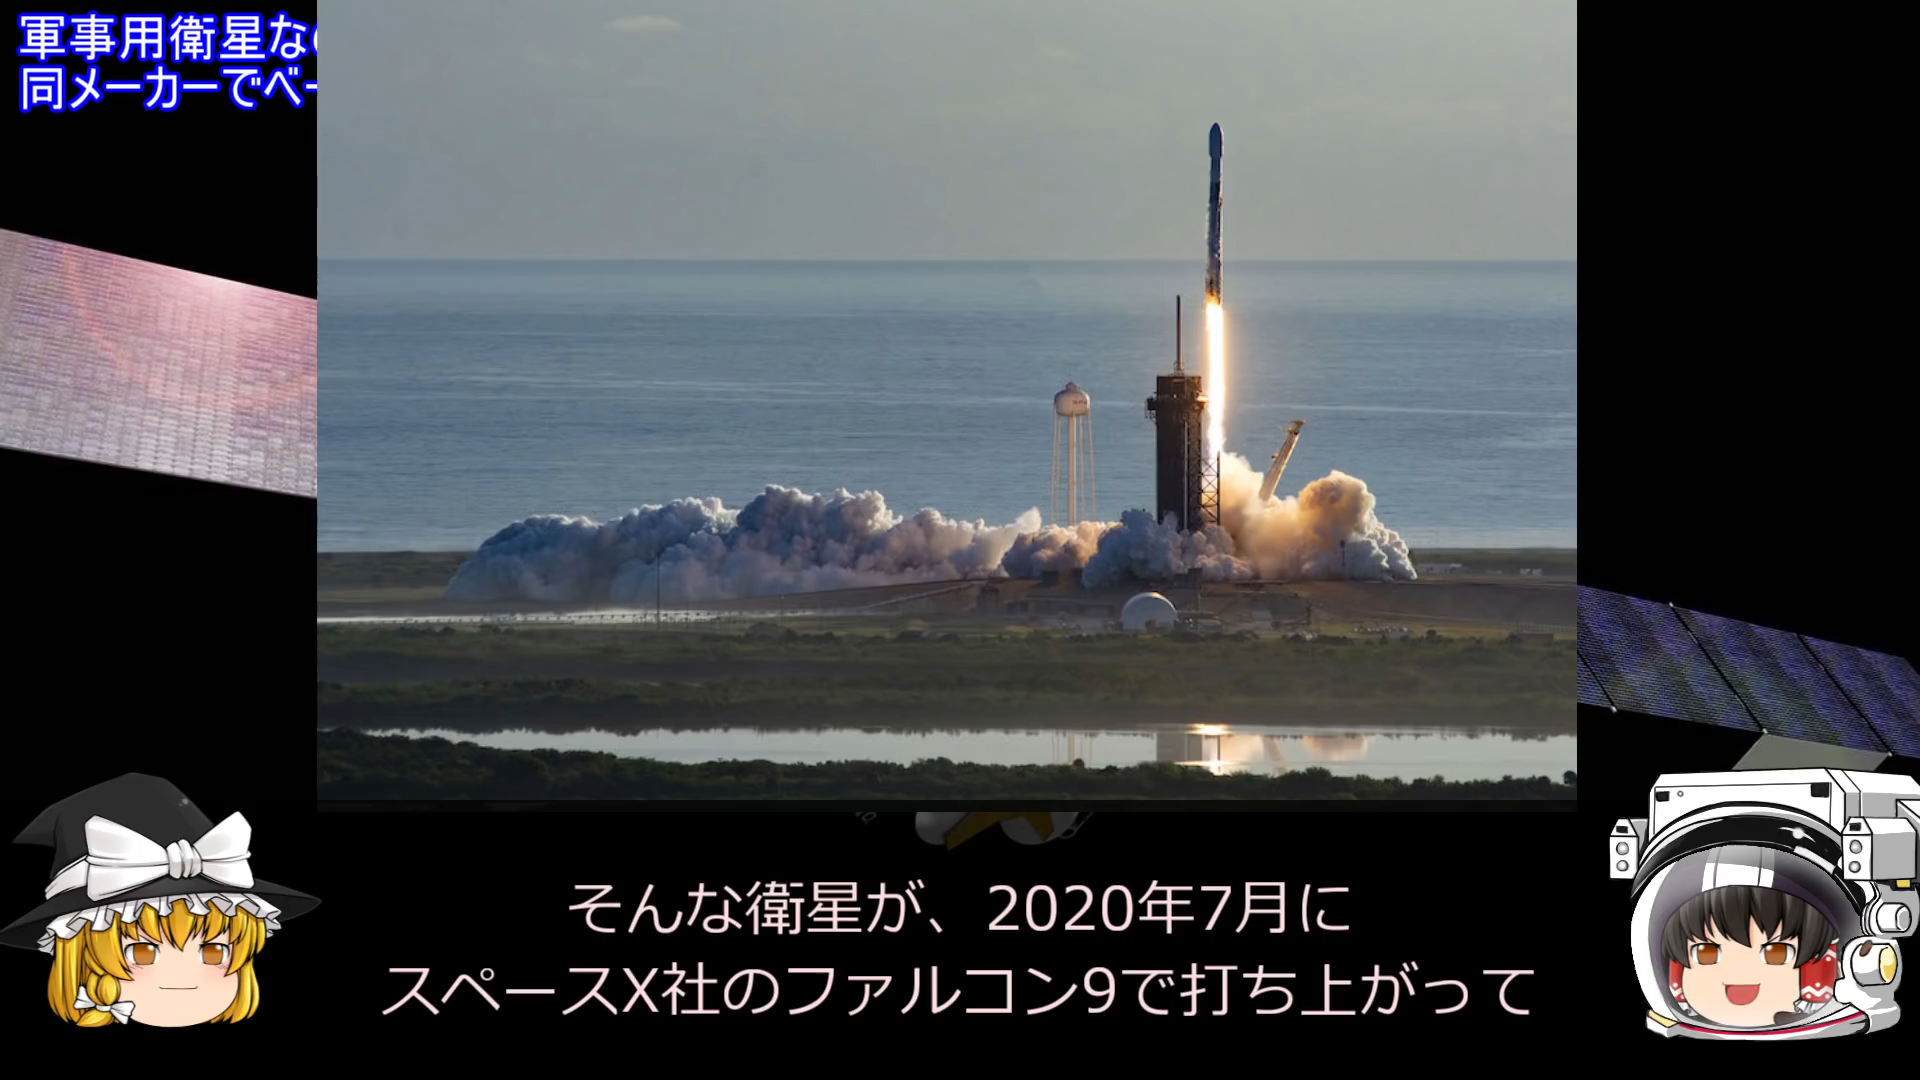 軍事用衛星な
同メーカーでベー
そんな衛星が、2020年7月に
スペースX社のファルコン9で打ち上がって